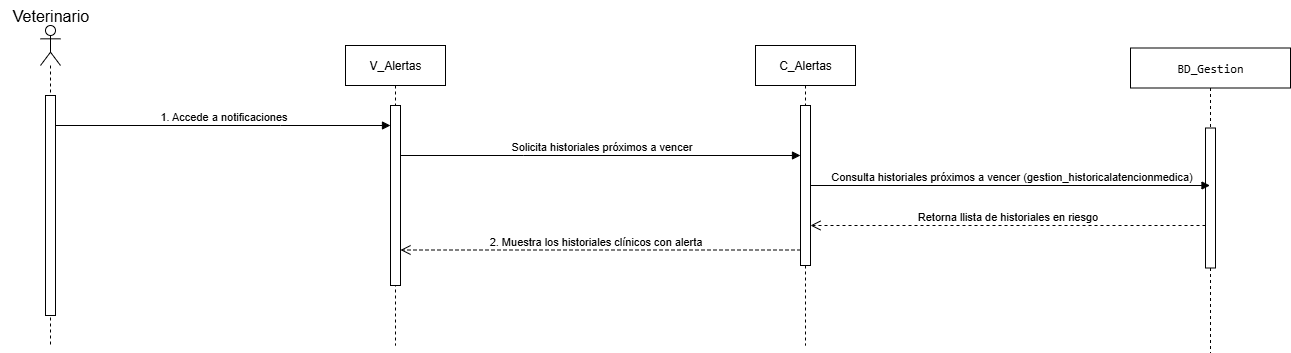 Veterinario
V_Alertas
C_Alertas
BD_Gestion
1. Accede a notificaciones
Solicita historiales próximos a vencer
Consulta historiales próximos a vencer (gestion_historicalatencionmedica)
Retorna llista de historiales en riesgo
2. Muestra los historiales clínicos con alerta